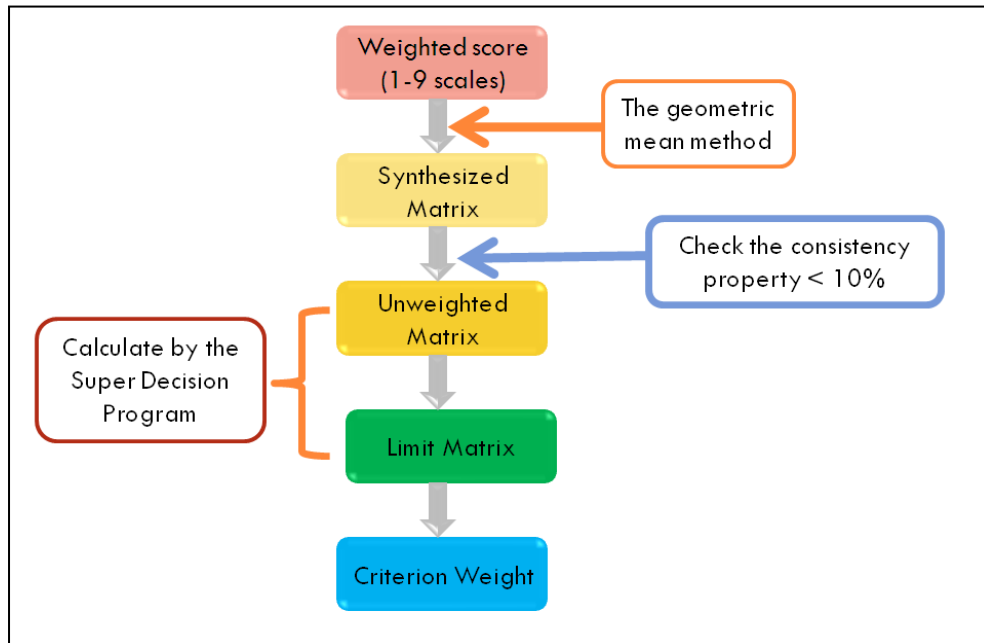 Weighted score
(1-9 scales)
The geometric
mean method
Synthesized
Matrix
Check the consistency
property < 10%
Unweighted
Matrix
Calculate by the
Super Decision
Program
Limit Matrix
Criterion Weight